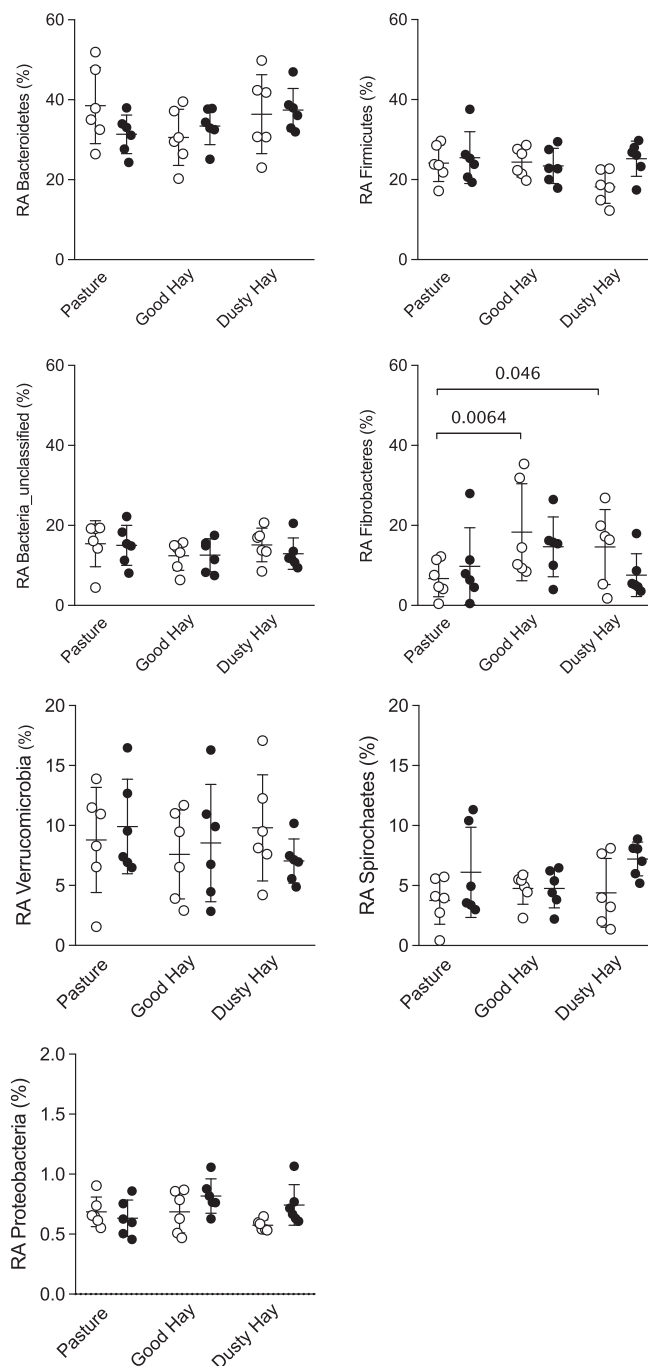 RA Bacteroidetes (%)
60
40
20
0
Pasture
Good Hay
Dusty Hay
RA Firmicutes (%)
60
40
20
0
Pasture
Good Hay
Dusty Hay
RA Bacteria_unclassified (%)
60
40
20
0
Pasture
Good Hay
Dusty Hay
RA Fibrobacteres (%)
60
40
20
0
0.046
0.0064
Pasture
Good Hay
Dusty Hay
RA Verrucomicrobia (%)
20
15
10
5
0
Pasture
Good Hay
Dusty Hay
RA Spirochaetes (%)
20
15
10
5
0
Pasture
Good Hay
Dusty Hay
RA Proteobacteria (%)
2.0
1.5
1.0
0.5
0.0
Pasture
Good Hay
Dusty Hay